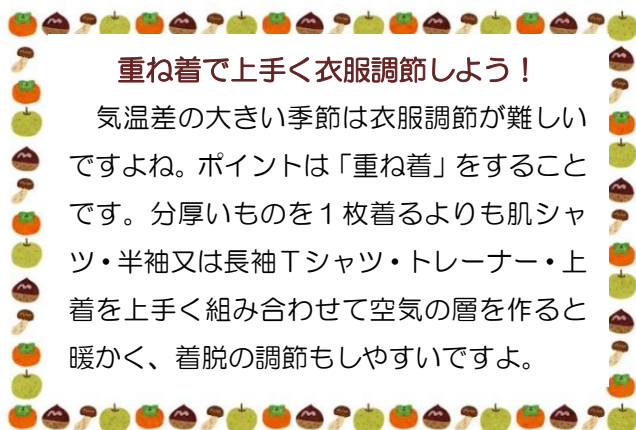 重ね着で上手く衣服調節しよう！
　気温差の大きい季節は衣服調節が難しい
ですよね。ポイントは「重ね着」をすること
です。分厚いものを１枚着るよりも肌シャ
ツ・半袖又は長袖Ｔシャツ・トレーナー・上
着を上手く組み合わせて空気の層を作ると
暖かく、着脱の調節もしやすいですよ。